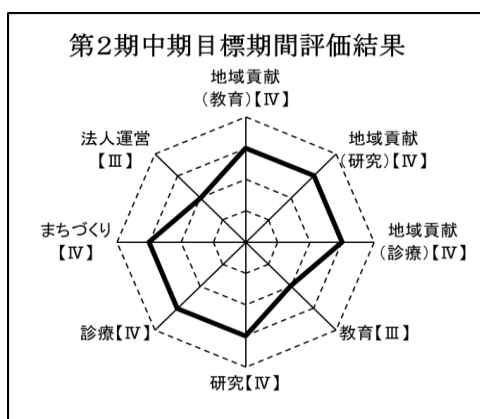 第2期中期目標期間評価結果
地域貢献
（教育）【Ⅳ】
地域貢献
（研究）【Ⅳ】
地域貢献
（診療）【Ⅳ】
教育【Ⅲ】
研究【Ⅳ】
診療【Ⅳ】
まちづくり
【Ⅳ】
法人運営
【Ⅲ】